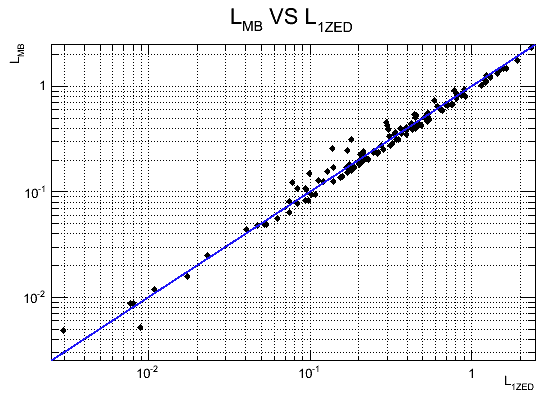 L_MB VS L_1ZED
L_MB
1
10^-1
10^-2
10^-2 10^-1 1
L_1ZED